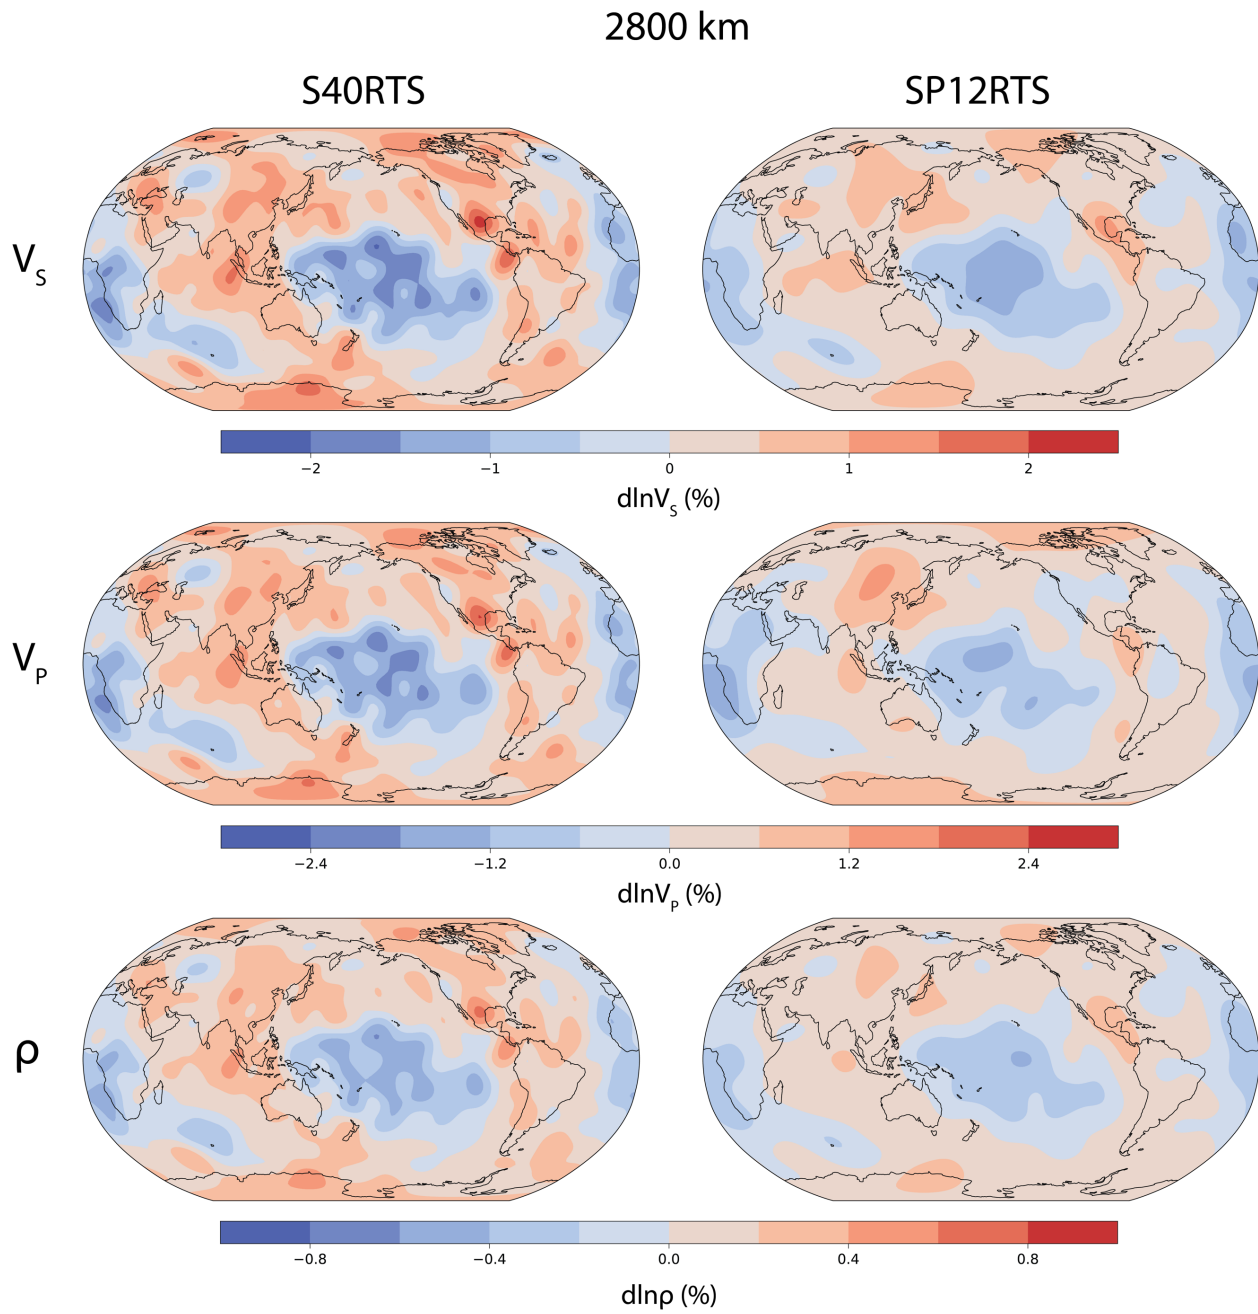 2800 km
S40RTS SP12RTS
V_S
−2 −1 0 1 2
dlnV_S (%)
V_P
−2.4 −1.2 0.0 1.2 2.4
dlnV_P (%)
ρ
−0.8 −0.4 0.0 0.4 0.8
dlnρ (%)